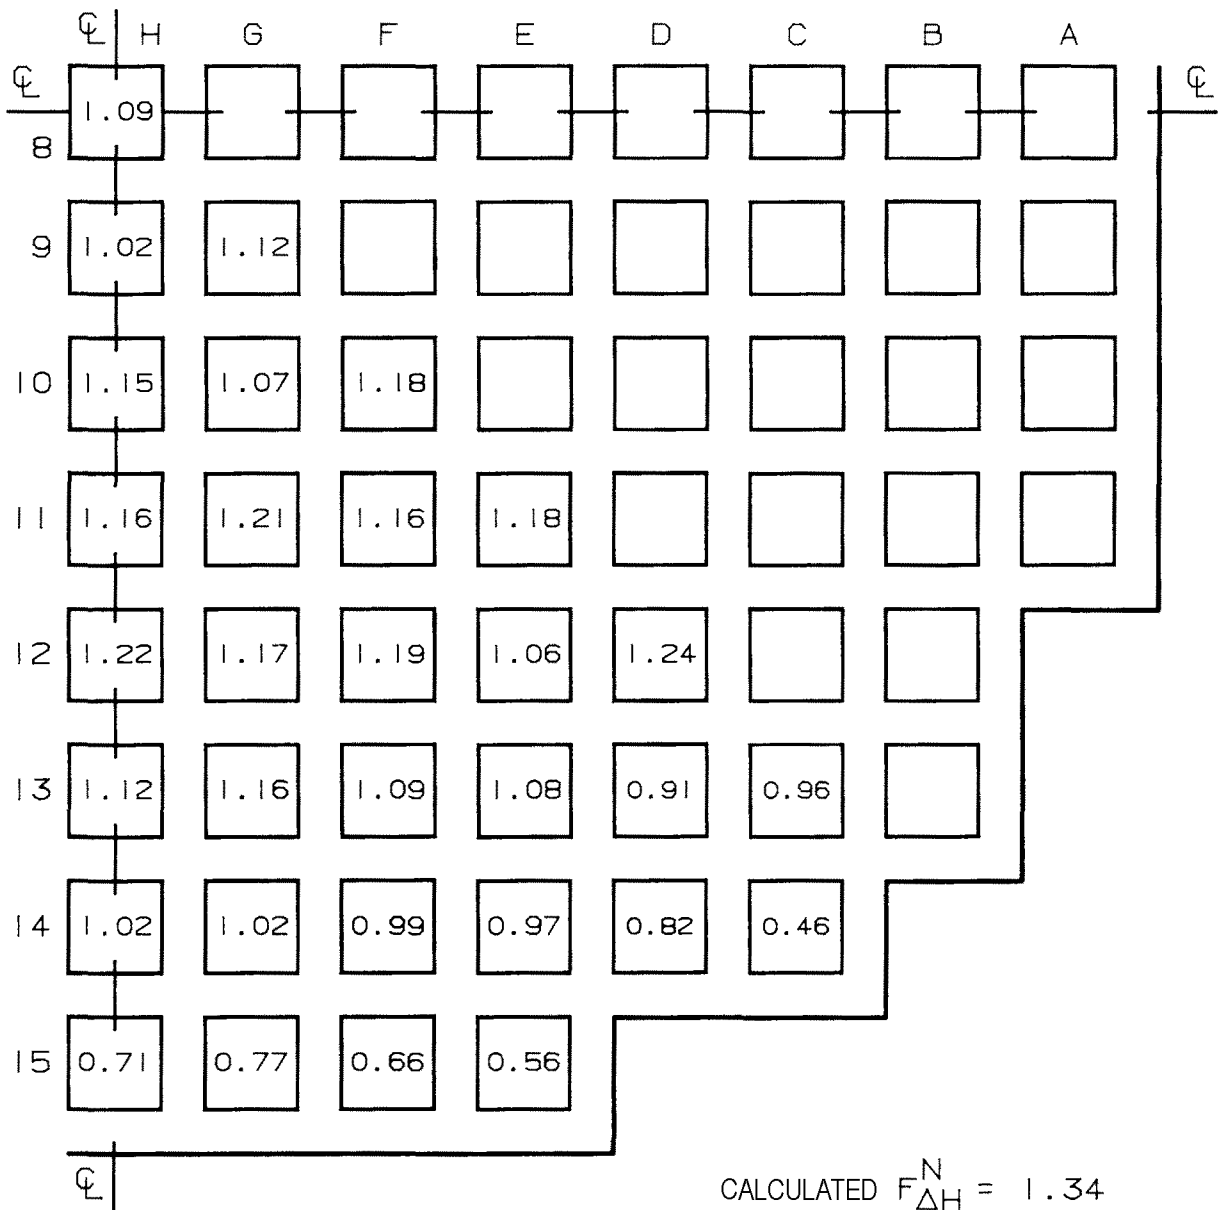 ℄ H G F E D C B A
℄ ℄
8 1.09
9 1.02 1.12
10 1.15 1.07 1.18
11 1.16 1.21 1.16 1.18
12 1.22 1.17 1.19 1.06 1.24
13 1.12 1.16 1.09 1.08 0.91 0.96
14 1.02 1.02 0.99 0.97 0.82 0.46
15 0.71 0.77 0.66 0.56
℄
CALCULATED F^N_ΔH = 1.34